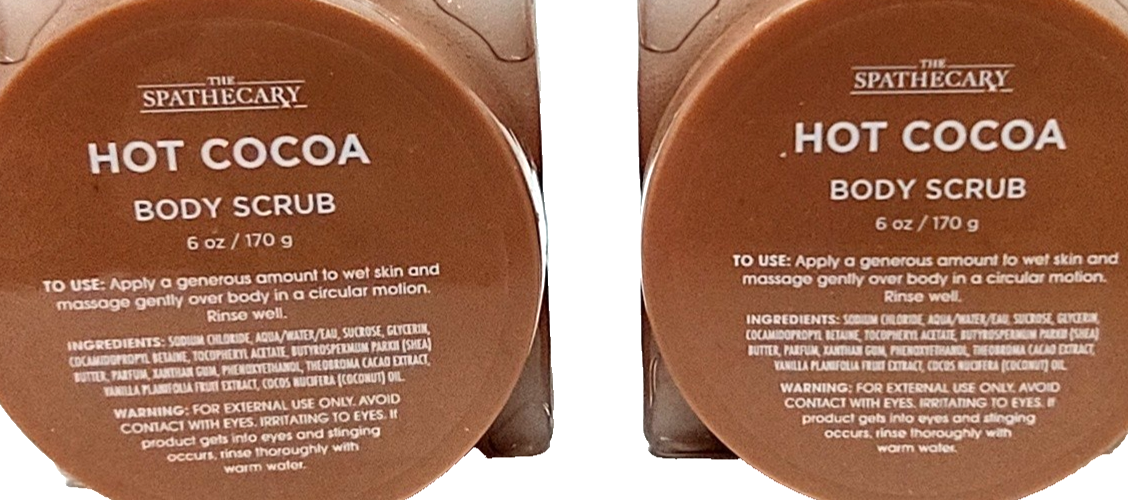 THE
SPATHECARY
HOT COCOA
BODY SCRUB
6 oz / 170 g
TO USE: Apply a generous amount to wet skin and
massage gently over body in a circular motion.
Rinse well.
INGREDIENTS: SODIUM CHLORIDE, AQUA/WATER/EAU, SUCROSE, GLYCERIN,
COCAMIDOPROPYL BETAINE, TOCOPHERYL ACETATE, BUTYROSPERMUM PARKII (SHEA)
BUTTER, PARFUM, XANTHAN GUM, PHENOXYETHANOL, THEOBROMA CACAO EXTRACT,
VANILLA PLANIFOLIA FRUIT EXTRACT, COCOS NUCIFERA (COCONUT) OIL.
WARNING: FOR EXTERNAL USE ONLY. AVOID
CONTACT WITH EYES. IRRITATING TO EYES. If
product gets into eyes and stinging
occurs, rinse thoroughly with
warm water.
THE
SPATHECARY
HOT COCOA
BODY SCRUB
6 oz / 170 g
TO USE: Apply a generous amount to wet skin and
massage gently over body in a circular motion.
Rinse well.
INGREDIENTS: SODIUM CHLORIDE, AQUA/WATER/EAU, SUCROSE, GLYCERIN,
COCAMIDOPROPYL BETAINE, TOCOPHERYL ACETATE, BUTYROSPERMUM PARKII (SHEA)
BUTTER, PARFUM, XANTHAN GUM, PHENOXYETHANOL, THEOBROMA CACAO EXTRACT,
VANILLA PLANIFOLIA FRUIT EXTRACT, COCOS NUCIFERA (COCONUT) OIL.
WARNING: FOR EXTERNAL USE ONLY. AVOID
CONTACT WITH EYES. IRRITATING TO EYES. If
product gets into eyes and stinging
occurs, rinse thoroughly with
warm water.